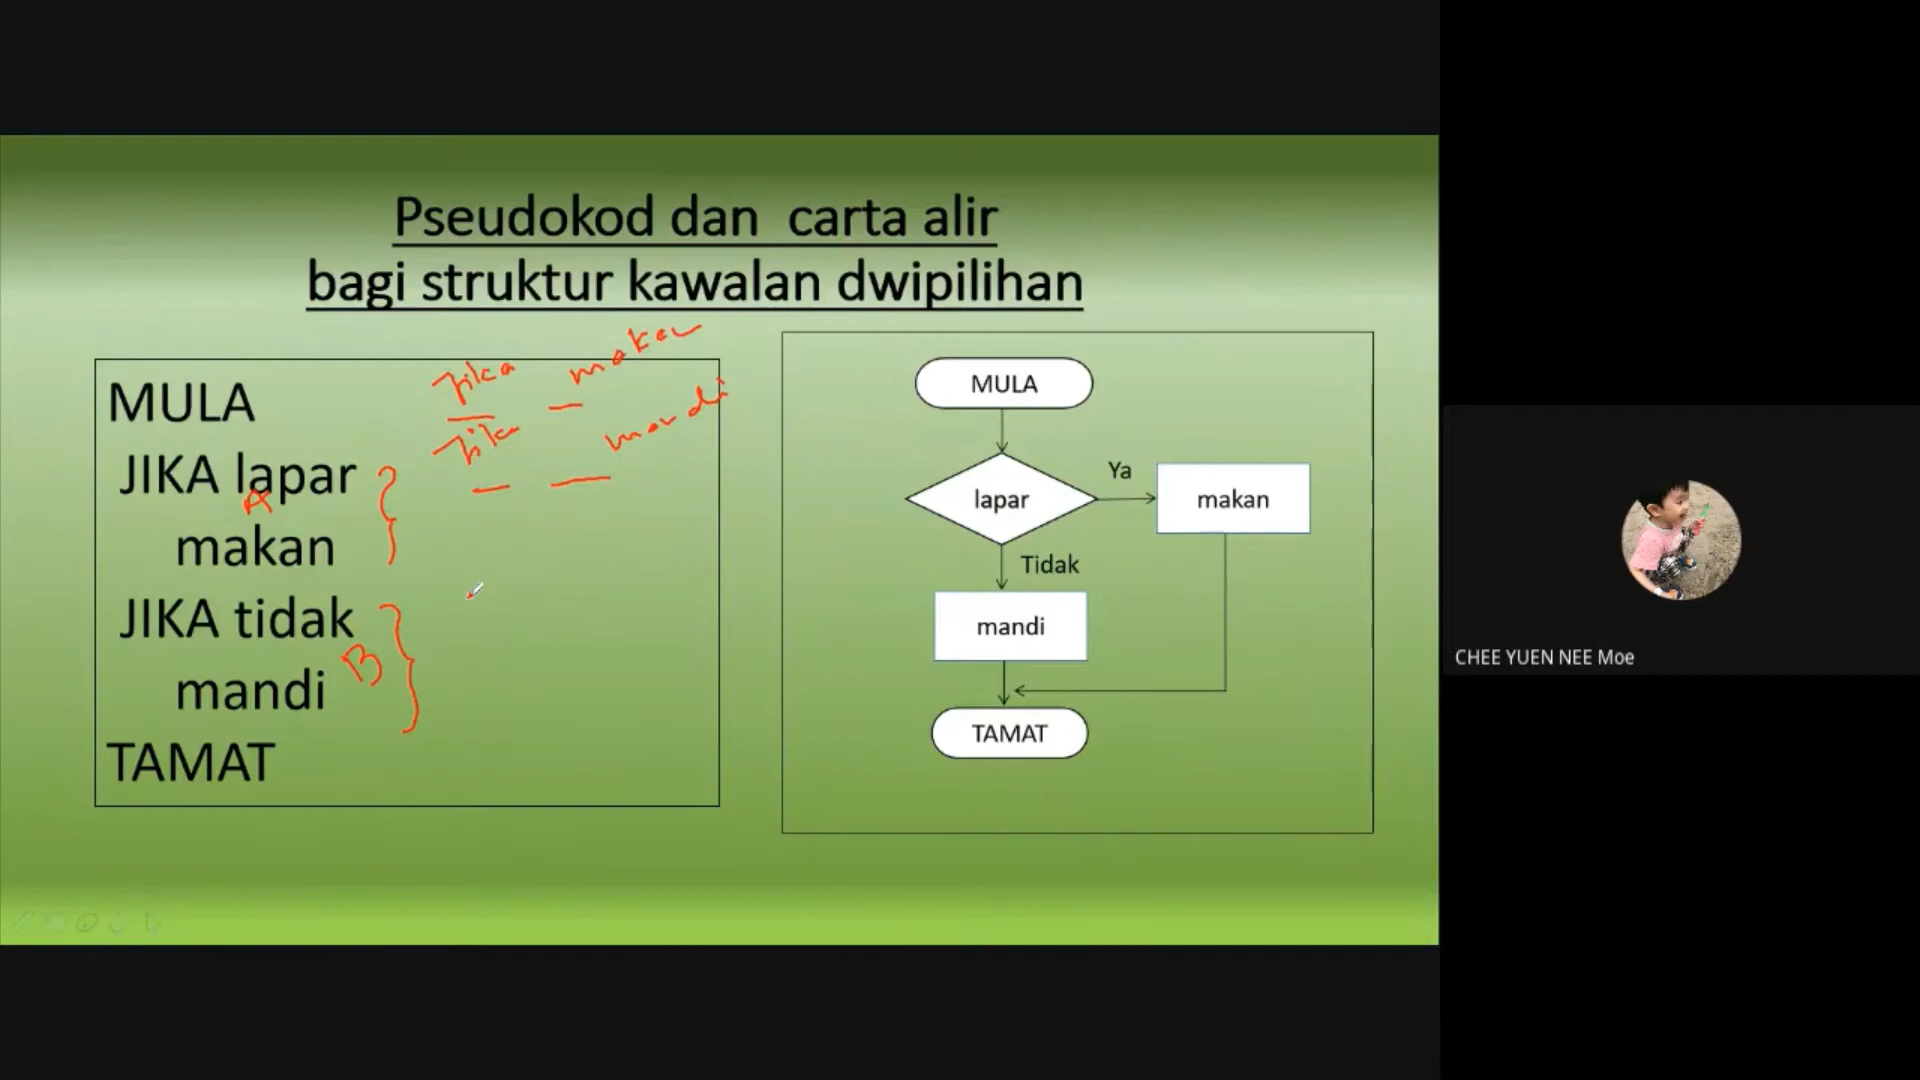 Pseudokod dan carta alir
bagi struktur kawalan dwipilihan
MULA
JIKA lapar
makan
JIKA tidak
mandi
TAMAT
Jika makan
Jika mandi
A
B
MULA
lapar
Ya
makan
Tidak
mandi
TAMAT
CHEE YUEN NEE Moe